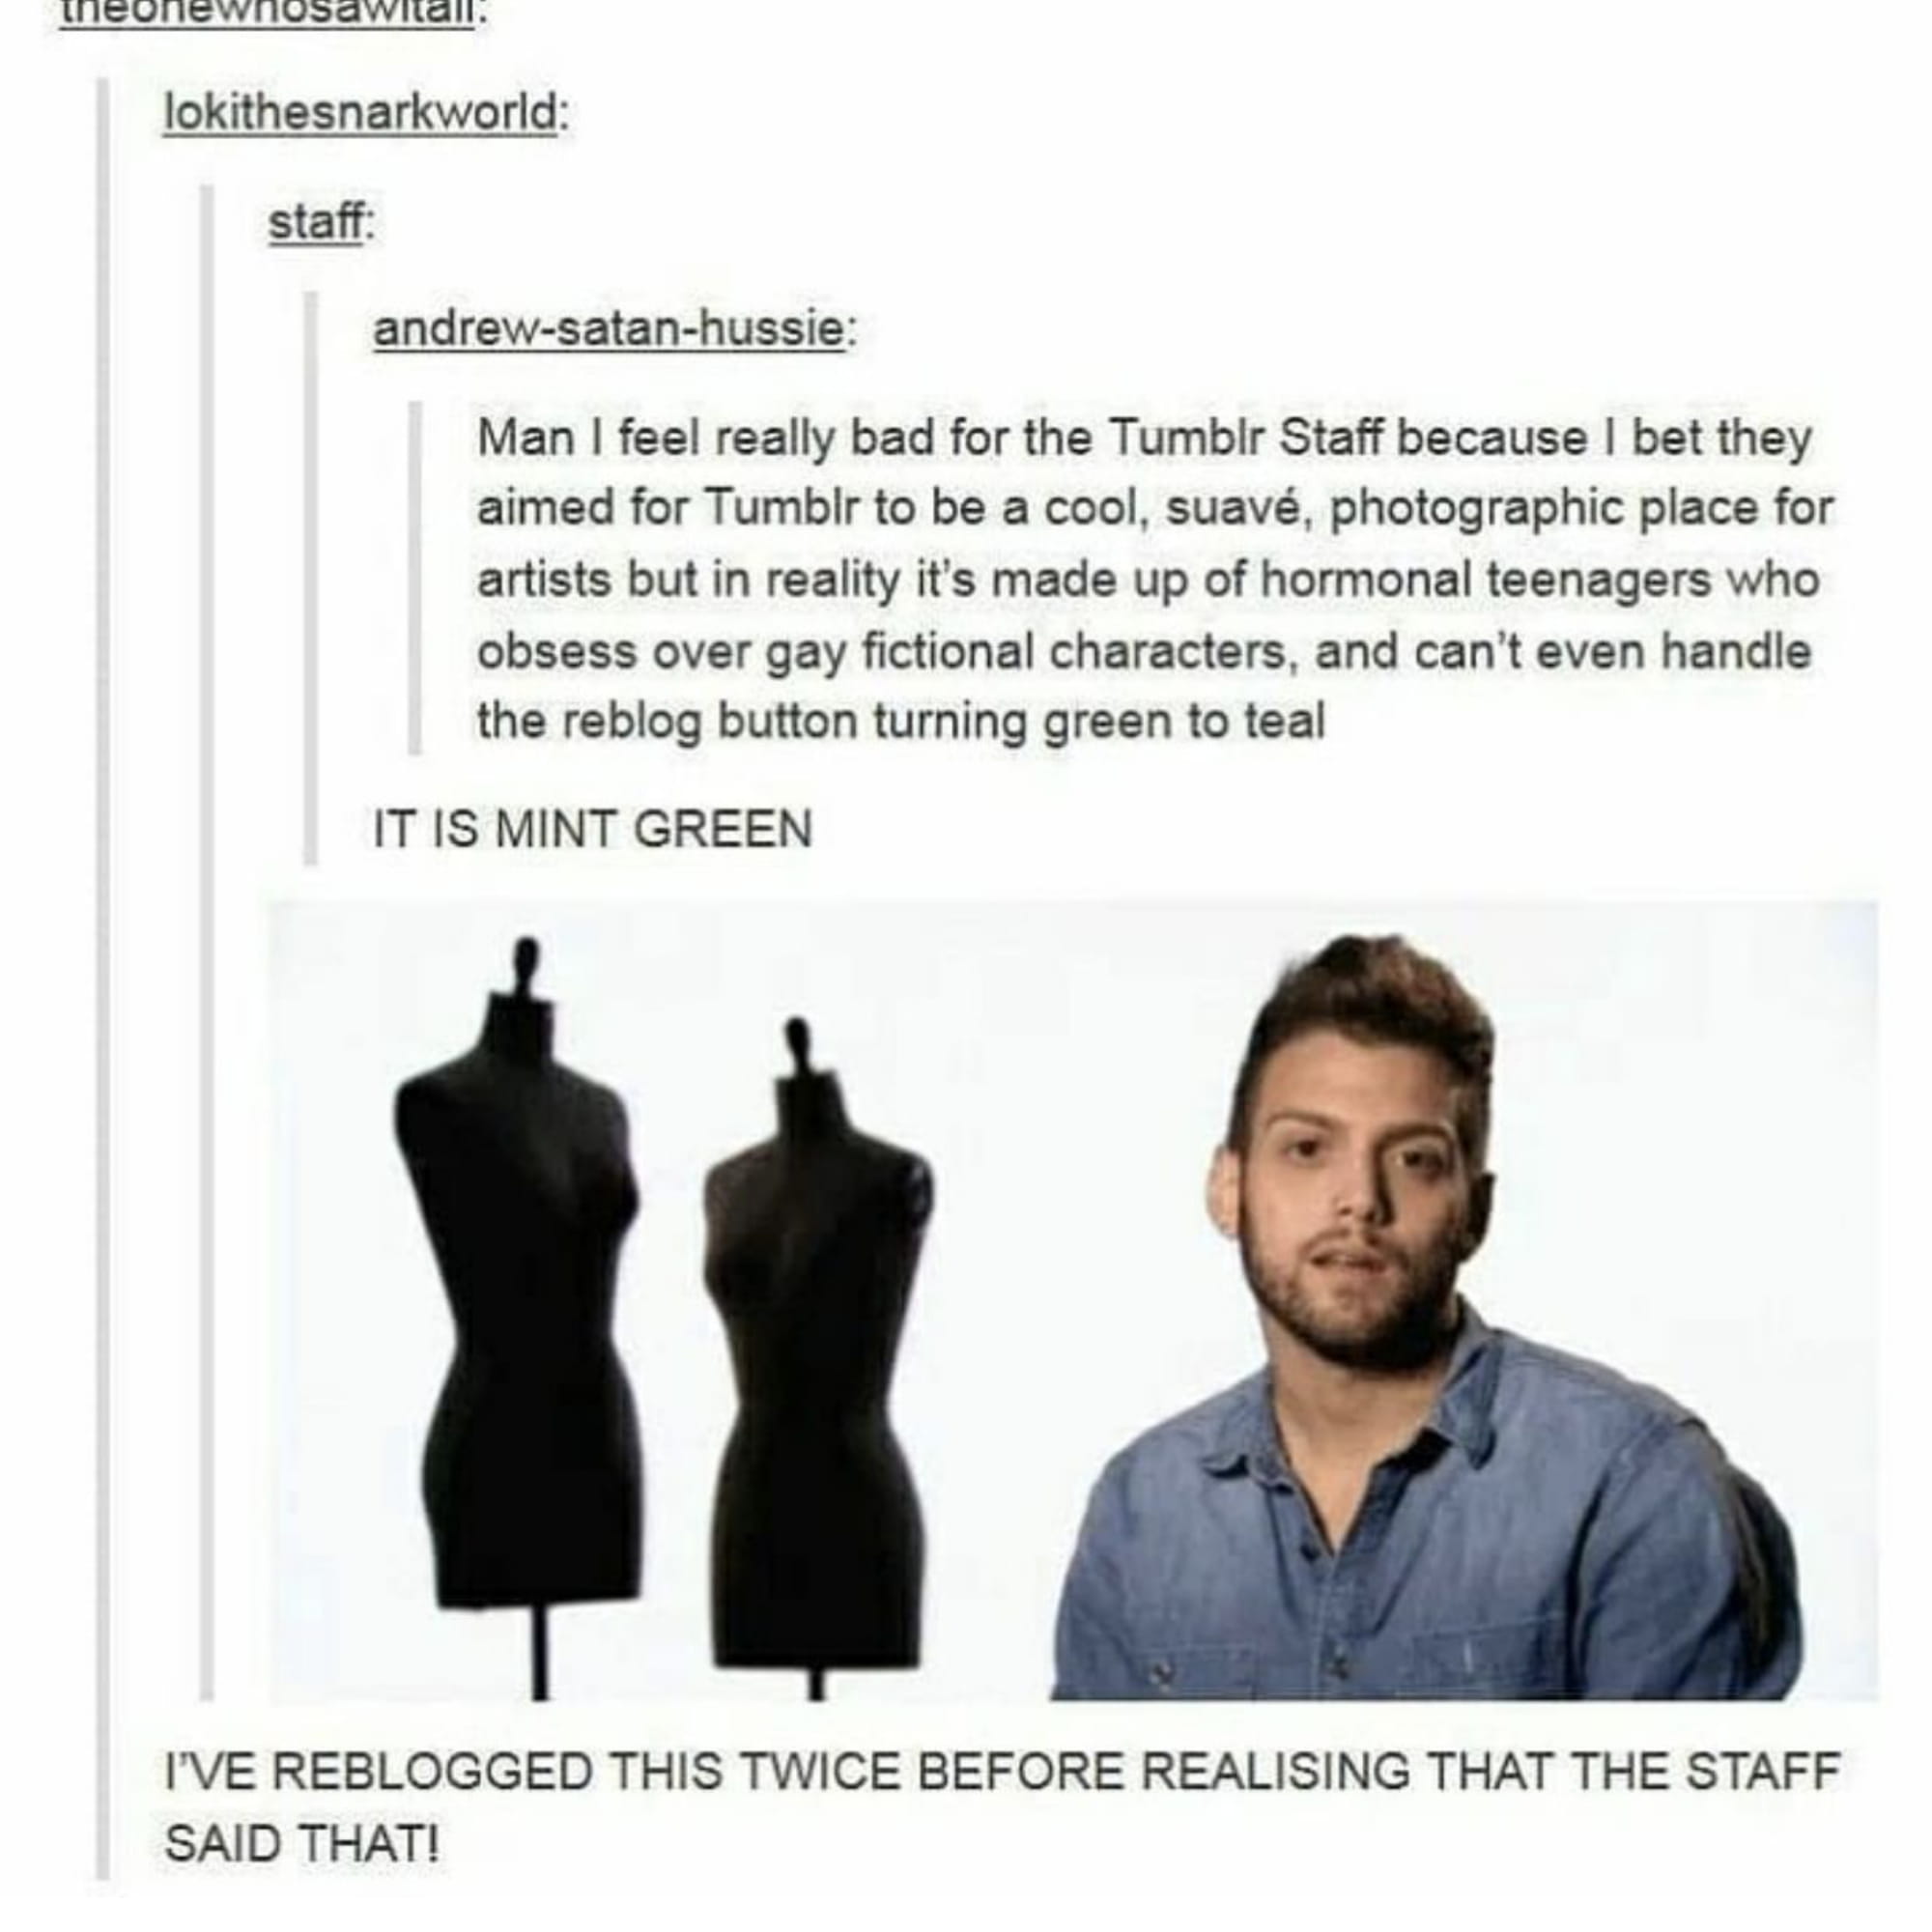 theonewhosawitall:
lokithesnarkworld:
staff:
andrew-satan-hussie:
Man I feel really bad for the Tumblr Staff because I bet they
aimed for Tumblr to be a cool, suavé, photographic place for
artists but in reality it's made up of hormonal teenagers who
obsess over gay fictional characters, and can't even handle
the reblog button turning green to teal
IT IS MINT GREEN
I'VE REBLOGGED THIS TWICE BEFORE REALISING THAT THE STAFF
SAID THAT!